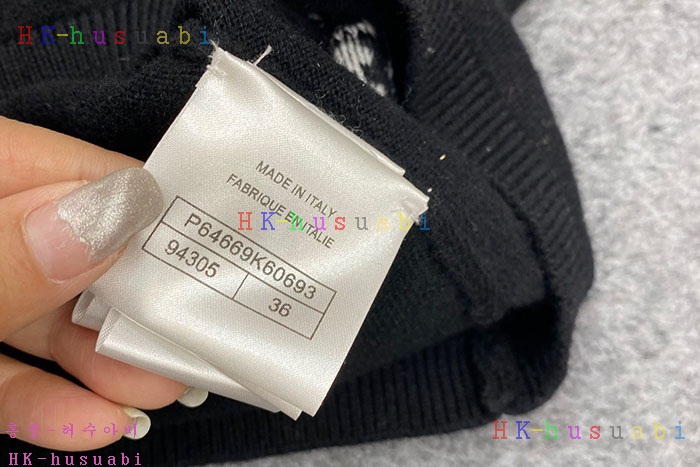 HK-husuabi
MADE IN ITALY
FABRIQUE EN ITALIE
HK-husuabi
P64669K60693
94305 36
홍콩-허수아비
HK-husuabi
HK-husuabi